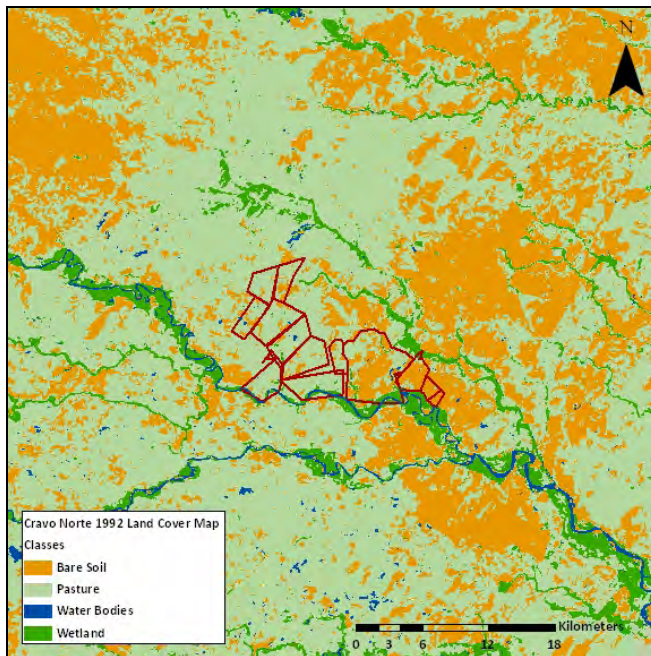 N
Cravo Norte 1992 Land Cover Map
Classes
Bare Soil
Pasture
Water Bodies
Wetland
Kilometers
0 3 6 12 18